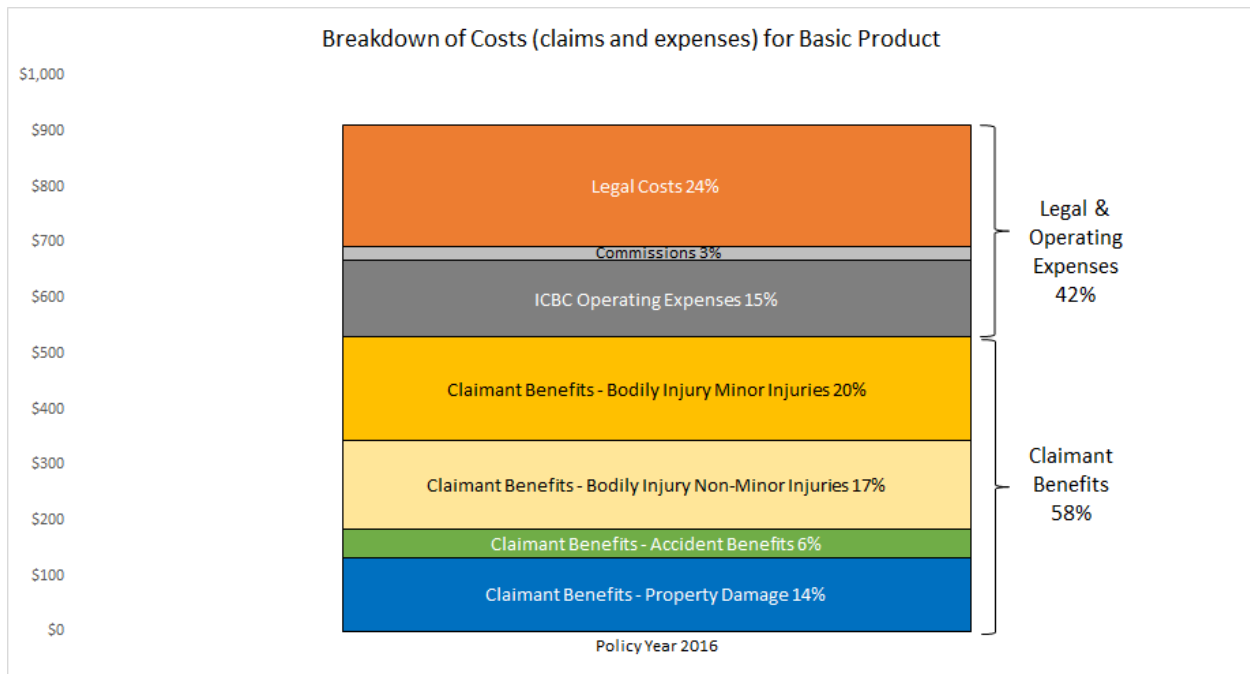 Breakdown of Costs (claims and expenses) for Basic Product
$1,000
$900
$800
$700
$600
$500
$400
$300
$200
$100
$0
Legal Costs 24%
Commissions 3%
ICBC Operating Expenses 15%
Claimant Benefits - Bodily Injury Minor Injuries 20%
Claimant Benefits - Bodily Injury Non-Minor Injuries 17%
Claimant Benefits - Accident Benefits 6%
Claimant Benefits - Property Damage 14%
Policy Year 2016
Legal &
Operating
Expenses
42%
Claimant
Benefits
58%